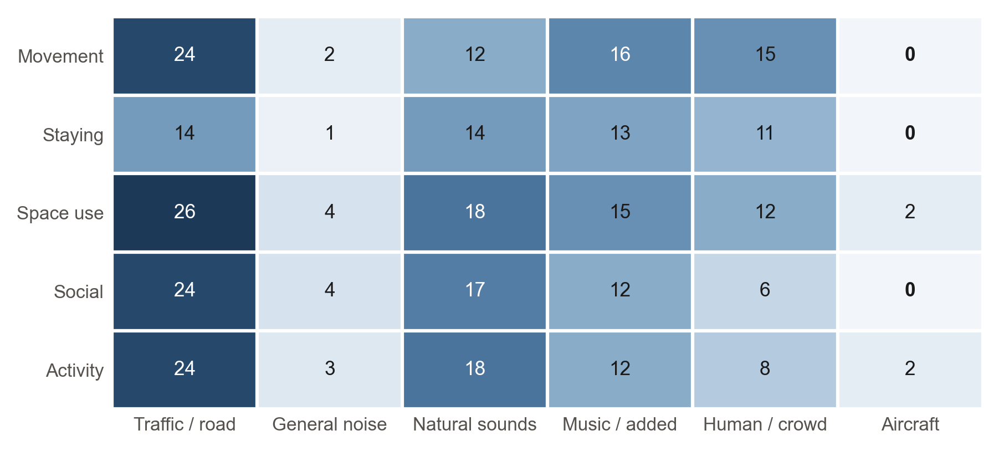 Movement 24 2 12 16 15 0
Staying 14 1 14 13 11 0
Space use 26 4 18 15 12 2
Social 24 4 17 12 6 0
Activity 24 3 18 12 8 2
Traffic / road General noise Natural sounds Music / added Human / crowd Aircraft